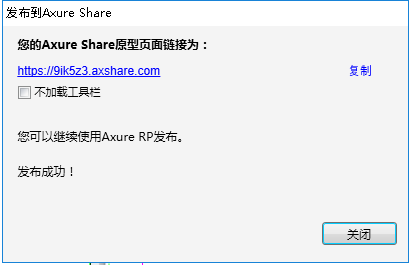 发布到Axure Share
您的Axure Share原型页面链接为：
https://9ik5z3.axshare.com 复制
不加载工具栏
您可以继续使用Axure RP发布。
发布成功！
关闭